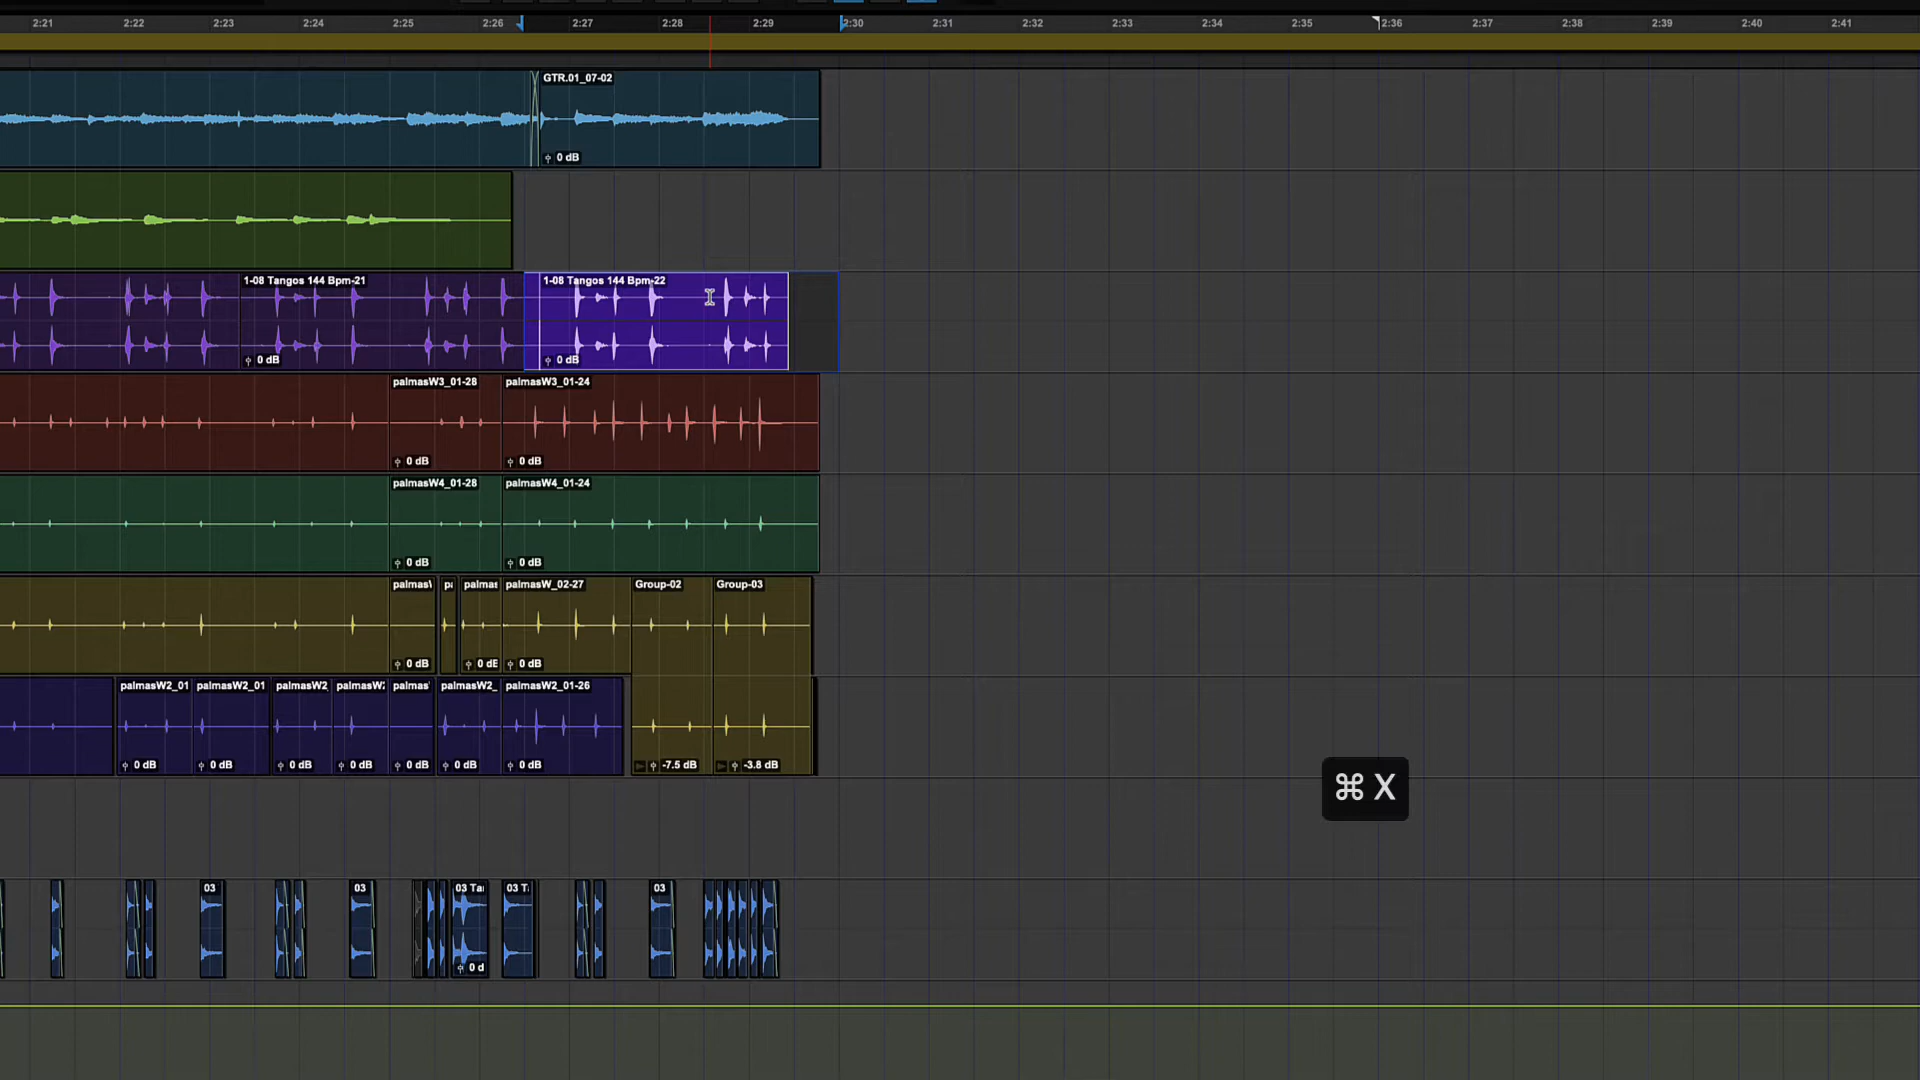 2:21 2:22 2:23 2:24 2:25 2:26 2:27 2:28 2:29 2:30 2:31 2:32 2:33 2:34 2:35 2:36 2:37 2:38 2:39 2:40 2:41
GTR.01_07-02
0 dB
1-08 Tangos 144 Bpm-21 1-08 Tangos 144 Bpm-22
0 dB 0 dB
palmasW3_01-28 palmasW3_01-24
0 dB 0 dB
palmasW4_01-28 palmasW4_01-24
0 dB 0 dB
palmas\ pa palmas palmasW_02-27 Group-02 Group-03
0 dB 0 dE 0 dB
palmasW2_01 palmasW2_01 palmasW2_ palmasW2 palmas' palmasW2_ palmasW2_01-26
0 dB 0 dB 0 dB 0 dB 0 dB 0 dB 0 dB -7.5 dB -3.8 dB
⌘ X
03 03 03 Tai 03 T 03
0 d